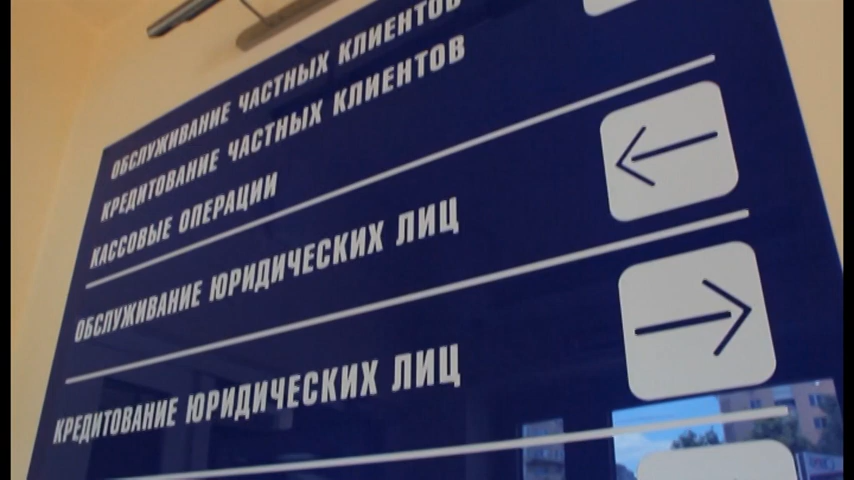 ОБСЛУЖИВАНИЕ ЧАСТНЫХ КЛИЕНТОВ
КРЕДИТОВАНИЕ ЧАСТНЫХ КЛИЕНТОВ
КАССОВЫЕ ОПЕРАЦИИ
ОБСЛУЖИВАНИЕ ЮРИДИЧЕСКИХ ЛИЦ
КРЕДИТОВАНИЕ ЮРИДИЧЕСКИХ ЛИЦ